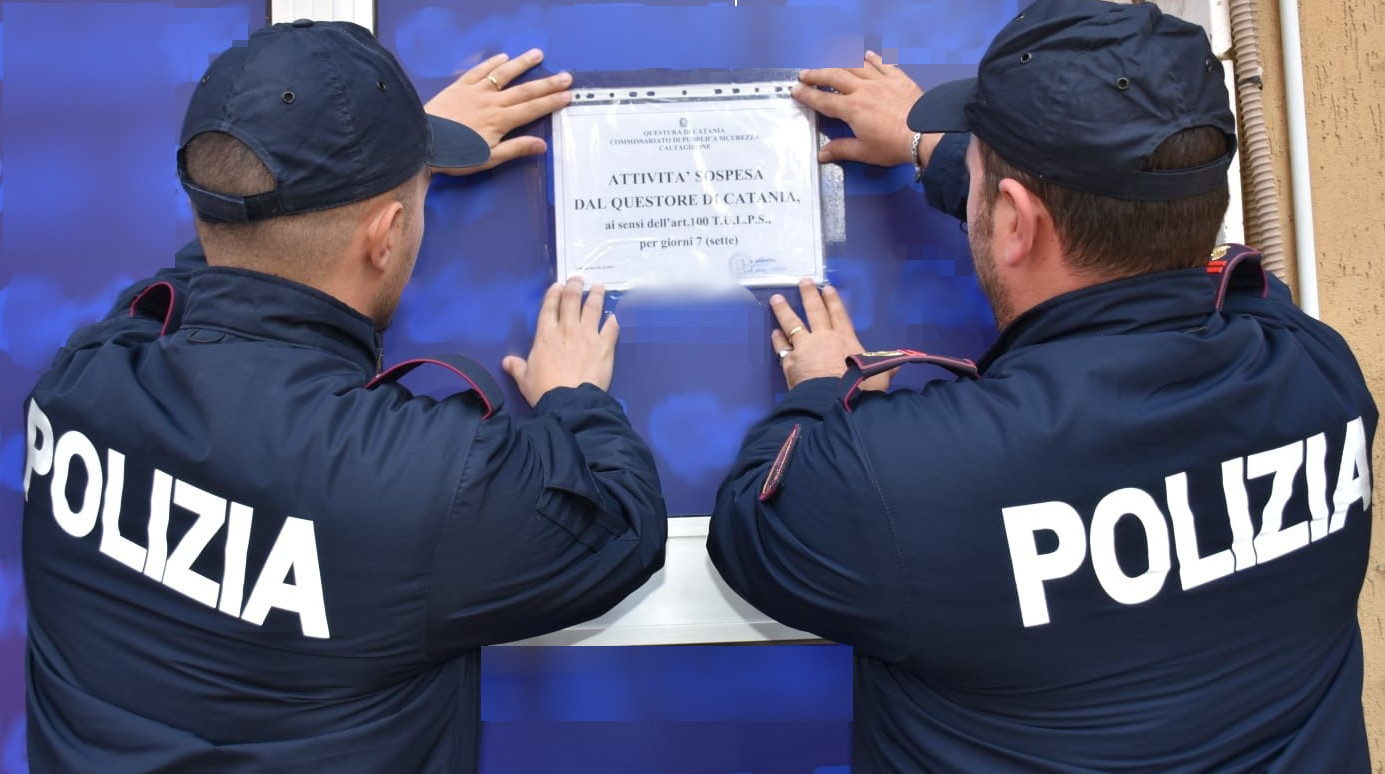 QUESTURA DI CATANIA
COMMISSARIATO DI PUBBLICA SICUREZZA
CALTAGIRONE
ATTIVITA' SOSPESA
DAL QUESTORE DI CATANIA,
ai sensi dell'art.100 T.U.L.P.S.,
per giorni 7 (sette)
POLIZIA
POLIZIA